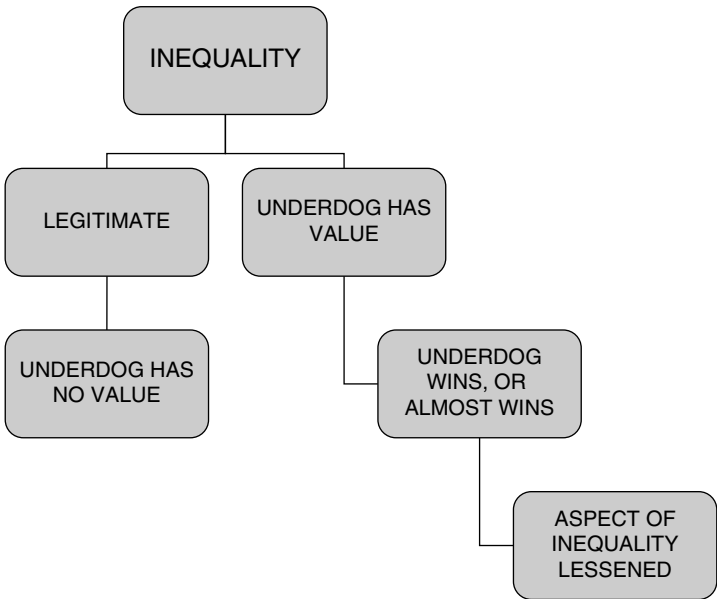 INEQUALITY
LEGITIMATE
UNDERDOG HAS
VALUE
UNDERDOG HAS
NO VALUE
UNDERDOG
WINS, OR
ALMOST WINS
ASPECT OF
INEQUALITY
LESSENED